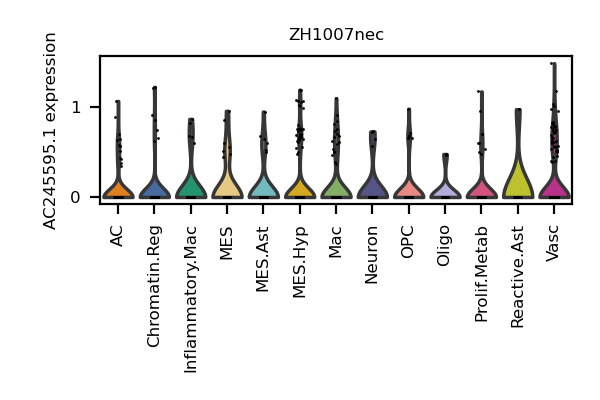 ZH1007nec
AC245595.1 expression
1
0
AC
Chromatin.Reg
Inflammatory.Mac
MES
MES.Ast
MES.Hyp
Mac
Neuron
OPC
Oligo
Prolif.Metab
Reactive.Ast
Vasc